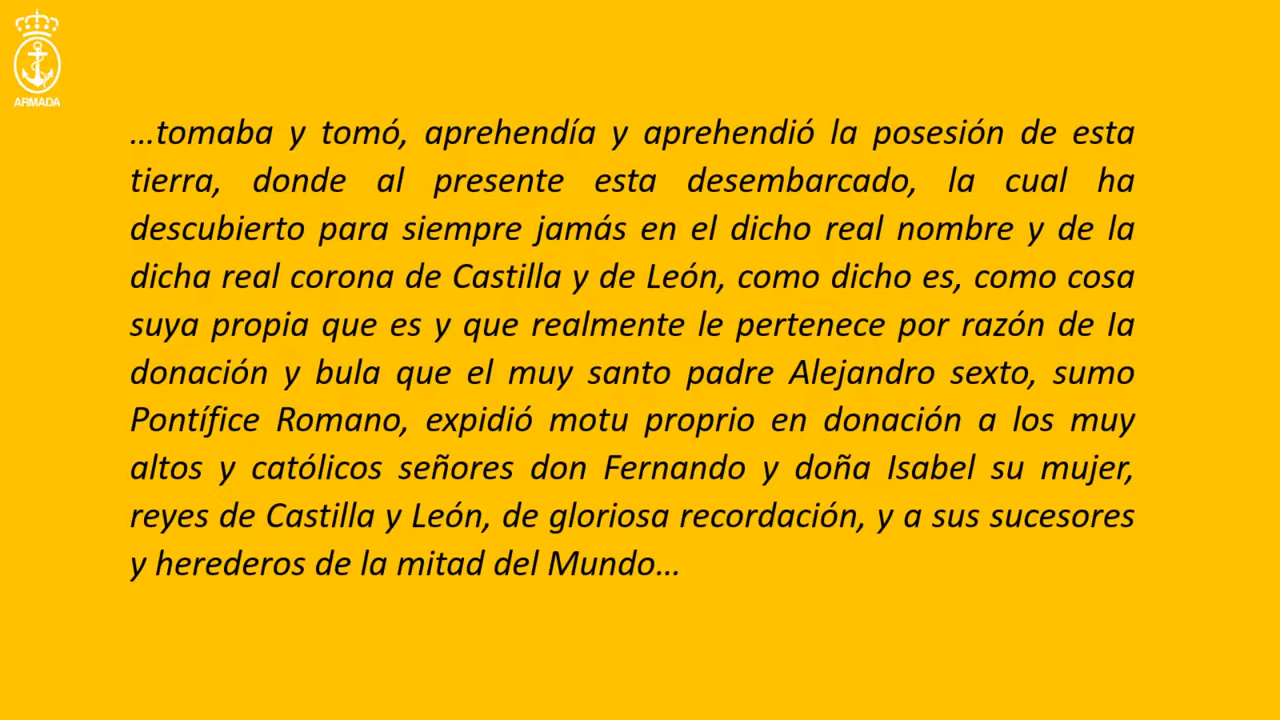 ARMADA
...tomaba y tomó, aprehendía y aprehendió la posesión de esta
tierra, donde al presente esta desembarcado, la cual ha
descubierto para siempre jamás en el dicho real nombre y de la
dicha real corona de Castilla y de León, como dicho es, como cosa
suya propia que es y que realmente le pertenece por razón de Ia
donación y bula que el muy santo padre Alejandro sexto, sumo
Pontífice Romano, expidió motu proprio en donación a los muy
altos y católicos señores don Fernando y doña Isabel su mujer,
reyes de Castilla y León, de gloriosa recordación, y a sus sucesores
y herederos de la mitad del Mundo...